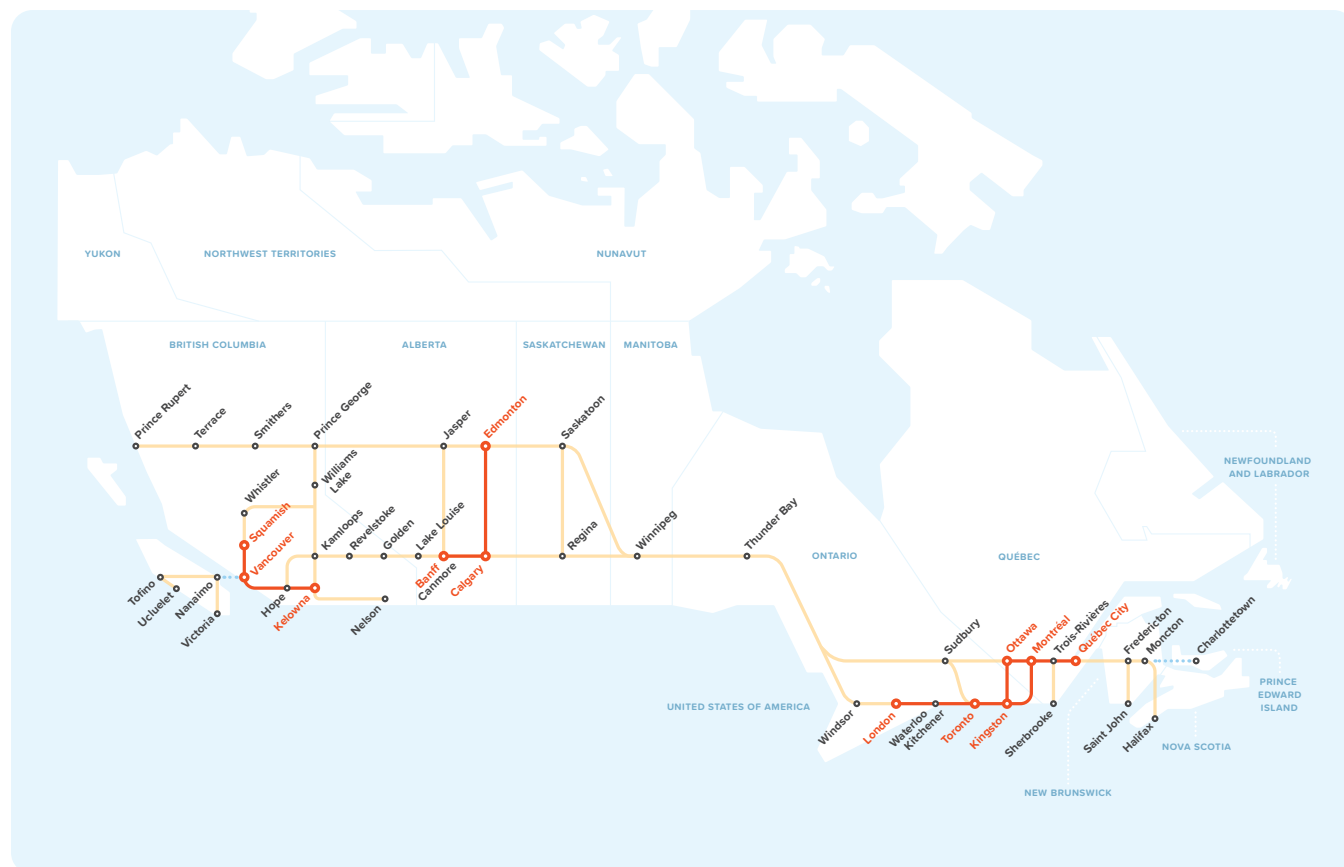 YUKON
NORTHWEST TERRITORIES
NUNAVUT
BRITISH COLUMBIA
ALBERTA
SASKATCHEWAN
MANITOBA
Prince Rupert
Terrace
Smithers
Prince George
Jasper
Edmonton
Saskatoon
Williams
Lake
Whistler
Squamish
Vancouver
Kamloops
Revelstoke
Golden
Lake Louise
Banff
Canmore
Calgary
Regina
Winnipeg
Thunder Bay
Tofino
Ucluelet
Nanaimo
Victoria
Hope
Kelowna
Nelson
ONTARIO
QUÉBEC
NEWFOUNDLAND
AND LABRADOR
Sudbury
Ottawa
Montréal
Trois-Rivières
Québec City
Fredericton
Moncton
Charlottetown
UNITED STATES OF AMERICA
Windsor
London
Waterloo
Kitchener
Toronto
Kingston
Sherbrooke
Saint John
Halifax
PRINCE
EDWARD
ISLAND
NOVA SCOTIA
NEW BRUNSWICK